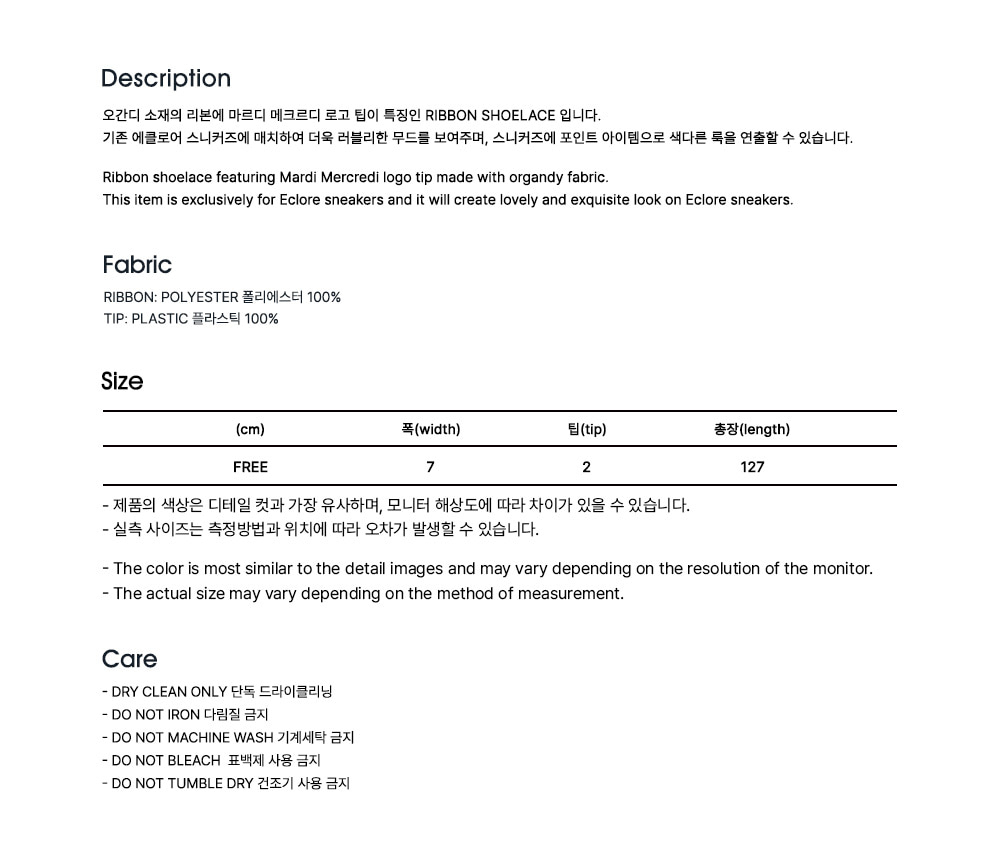 Description
오간디 소재의 리본에 마르디 메크르디 로고 팁이 특징인 RIBBON SHOELACE 입니다.
기존 에클로어 스니커즈에 매치하여 더욱 러블리한 무드를 보여주며, 스니커즈에 포인트 아이템으로 색다른 룩을 연출할 수 있습니다.
Ribbon shoelace featuring Mardi Mercredi logo tip made with organdy fabric.
This item is exclusively for Eclore sneakers and it will create lovely and exquisite look on Eclore sneakers.
Fabric
RIBBON: POLYESTER 폴리에스터 100%
TIP: PLASTIC 플라스틱 100%
Size
(cm) 폭(width) 팁(tip) 총장(length)
FREE 7 2 127
- 제품의 색상은 디테일 컷과 가장 유사하며, 모니터 해상도에 따라 차이가 있을 수 있습니다.
- 실측 사이즈는 측정방법과 위치에 따라 오차가 발생할 수 있습니다.
- The color is most similar to the detail images and may vary depending on the resolution of the monitor.
- The actual size may vary depending on the method of measurement.
Care
- DRY CLEAN ONLY 단독 드라이클리닝
- DO NOT IRON 다림질 금지
- DO NOT MACHINE WASH 기계세탁 금지
- DO NOT BLEACH 표백제 사용 금지
- DO NOT TUMBLE DRY 건조기 사용 금지